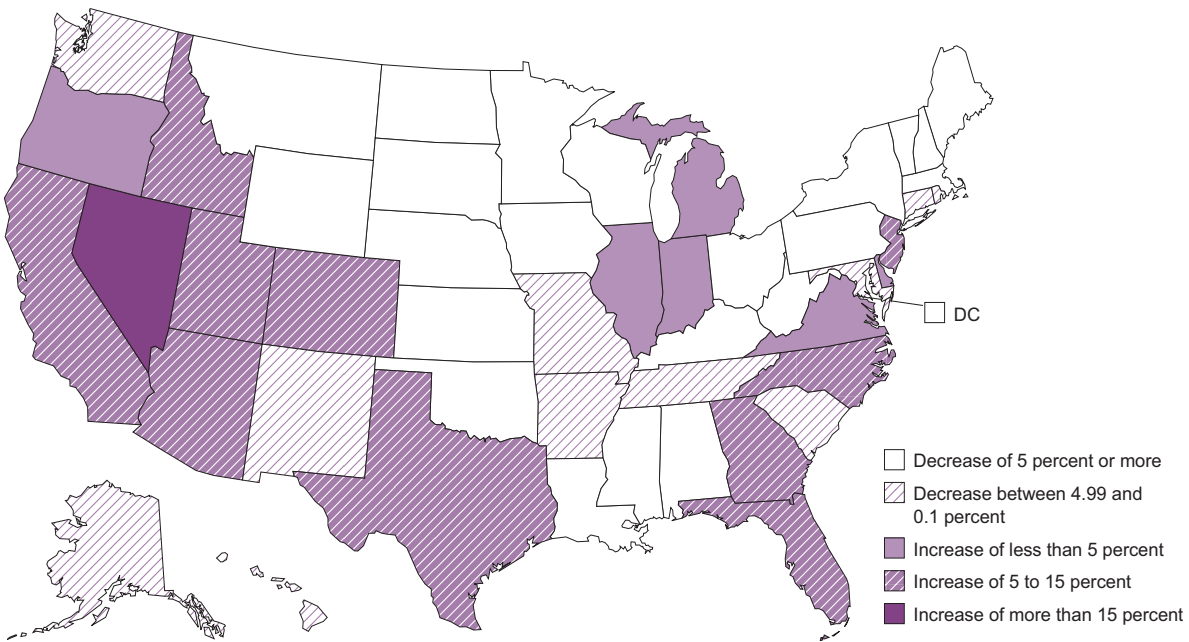 DC
Decrease of 5 percent or more
Decrease between 4.99 and
0.1 percent
Increase of less than 5 percent
Increase of 5 to 15 percent
Increase of more than 15 percent